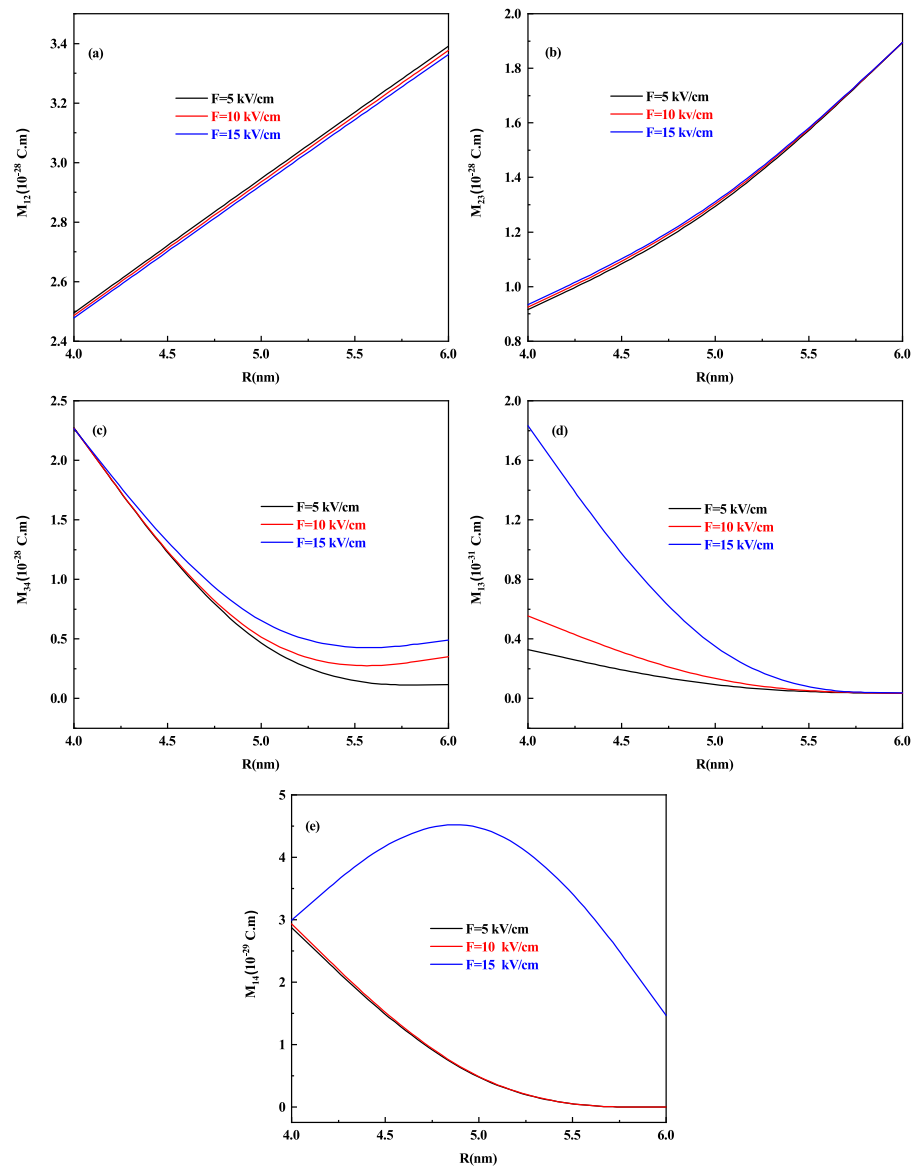 (a)
F=5 kV/cm
F=10 kV/cm
F=15 kV/cm
M12(10-28 C.m)
3.4
3.2
3.0
2.8
2.6
2.4
4.0 4.5 5.0 5.5 6.0
R(nm)
(b)
F=5 kV/cm
F=10 kv/cm
F=15 kv/cm
M23(10-28 C.m)
2.0
1.8
1.6
1.4
1.2
1.0
0.8
4.0 4.5 5.0 5.5 6.0
R(nm)
(c)
F=5 kV/cm
F=10 kV/cm
F=15 kV/cm
M34(10-28 C.m)
2.5
2.0
1.5
1.0
0.5
0.0
4.0 4.5 5.0 5.5 6.0
R(nm)
(d)
F=5 kV/cm
F=10 kV/cm
F=15 kV/cm
M13(10-31 C.m)
2.0
1.6
1.2
0.8
0.4
0.0
4.0 4.5 5.0 5.5 6.0
R(nm)
(e)
F=5 kV/cm
F=10 kV/cm
F=15 kV/cm
M14(10-29 C.m)
5
4
3
2
1
0
4.0 4.5 5.0 5.5 6.0
R(nm)